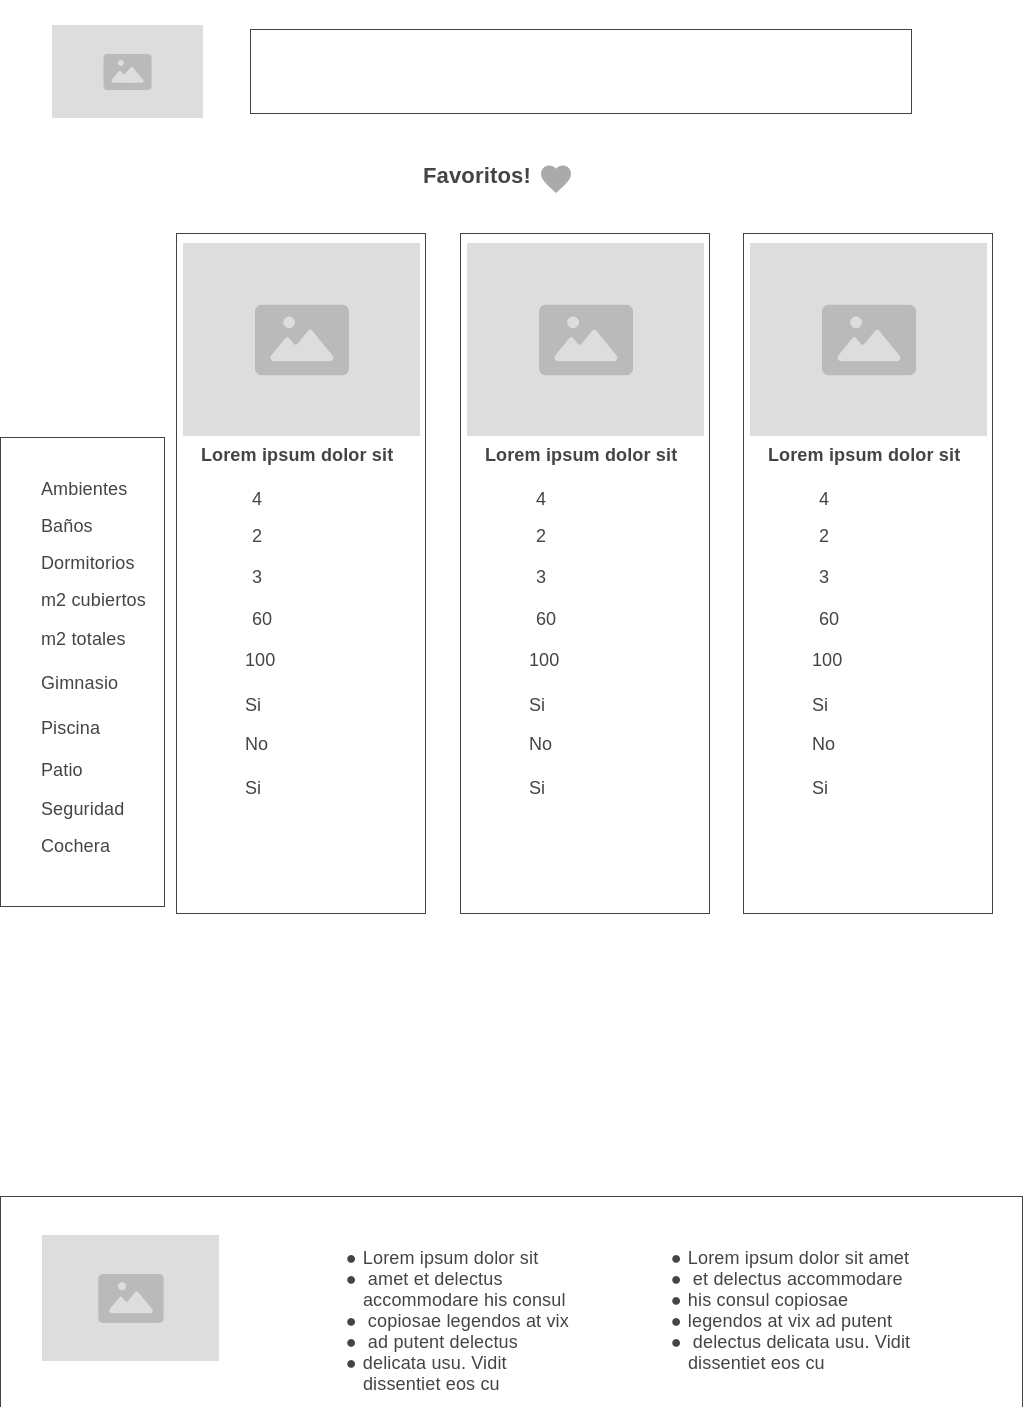 Favoritos!
Lorem ipsum dolor sit
Lorem ipsum dolor sit
Lorem ipsum dolor sit
Ambientes
4
4
4
Baños
2
2
2
Dormitorios
3
3
3
m2 cubiertos
60
60
60
m2 totales
100
100
100
Gimnasio
Si
Si
Si
Piscina
No
No
No
Patio
Si
Si
Si
Seguridad
Cochera
● Lorem ipsum dolor sit
● amet et delectus
accommodare his consul
● copiosae legendos at vix
● ad putent delectus
● delicata usu. Vidit
dissentiet eos cu
● Lorem ipsum dolor sit amet
● et delectus accommodare
● his consul copiosae
● legendos at vix ad putent
● delectus delicata usu. Vidit
dissentiet eos cu